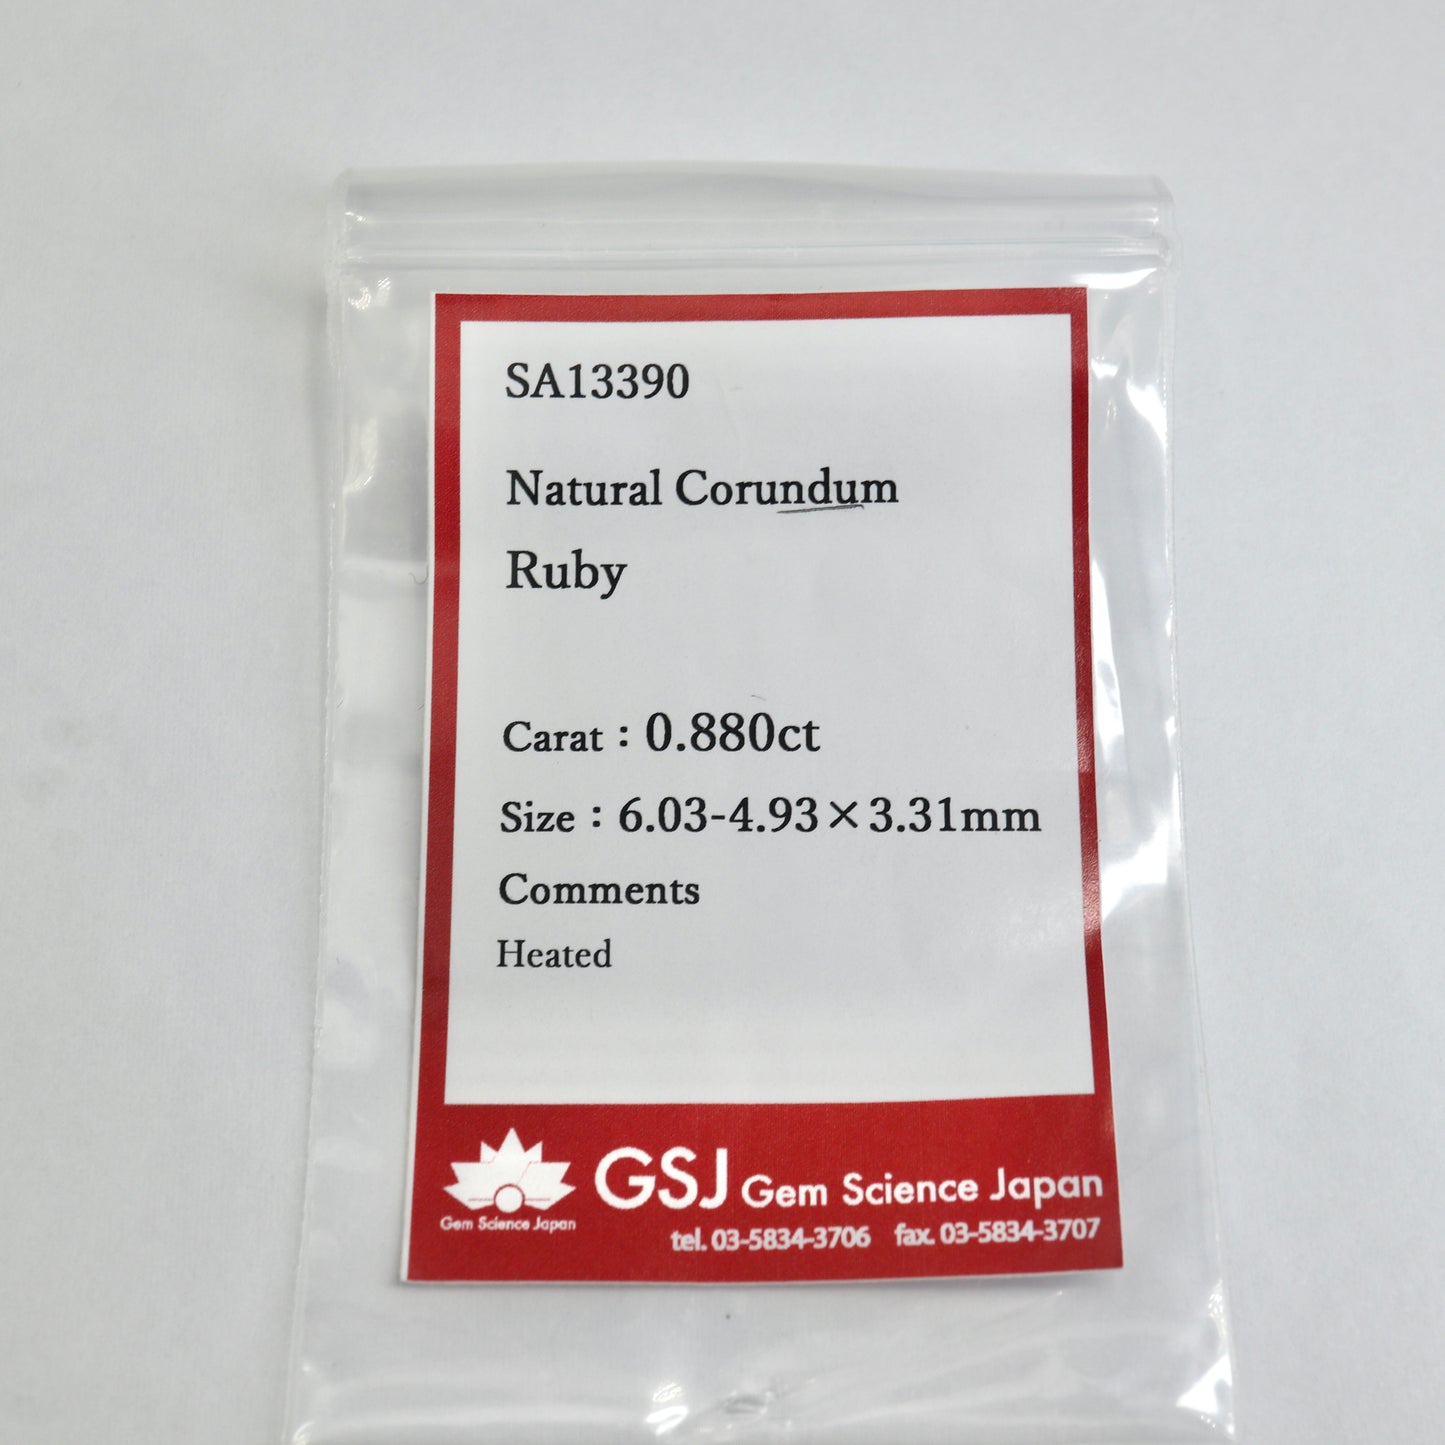 SA13390
Natural Corundum
Ruby
Carat：0.880ct
Size：6.03-4.93×3.31mm
Comments
Heated
GSJ Gem Science Japan
Gem Science Japan
tel. 03-5834-3706 fax. 03-5834-3707